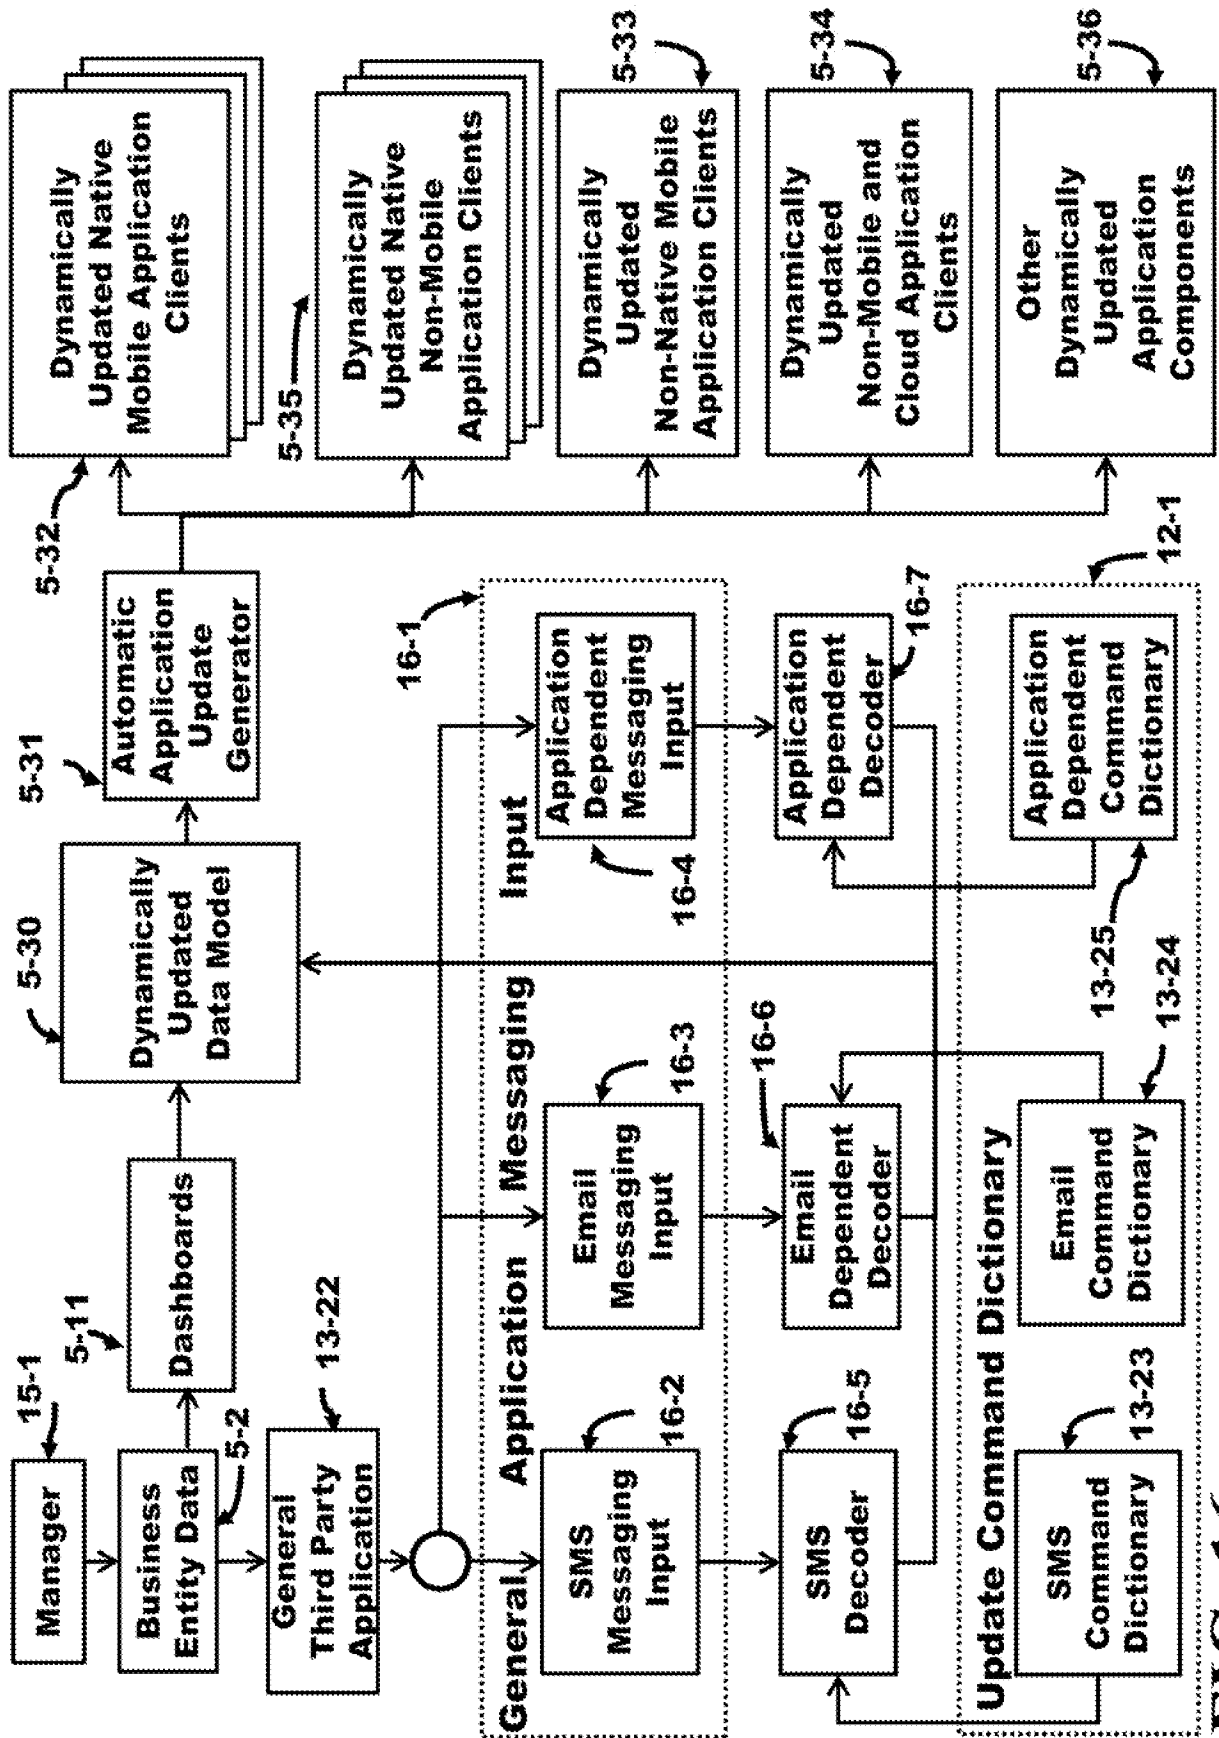 Manager
15-1
Business
Entity Data
5-2
Dashboards
5-11
Dynamically
Updated
Data Model
5-30
Automatic
Application
Update
Generator
5-31
Dynamically
Updated Native
Mobile Application
Clients
5-32
Dynamically
Updated Native
Non-Mobile
Application Clients
5-35
Dynamically
Updated
Non-Native Mobile
Application Clients
5-33
Dynamically
Updated
Non-Mobile and
Cloud Application
Clients
5-34
Other
Dynamically
Updated
Application
Components
5-36
General
Third Party
Application
13-22
General Application Messaging Input
16-1
SMS
Messaging
Input
16-2
Email
Messaging
Input
16-3
Application
Dependent
Messaging
Input
16-4
SMS
Decoder
16-5
Email
Dependent
Decoder
16-6
Application
Dependent
Decoder
16-7
Update Command Dictionary
12-1
SMS
Command
Dictionary
13-23
Email
Command
Dictionary
13-24
Application
Dependent
Command
Dictionary
13-25